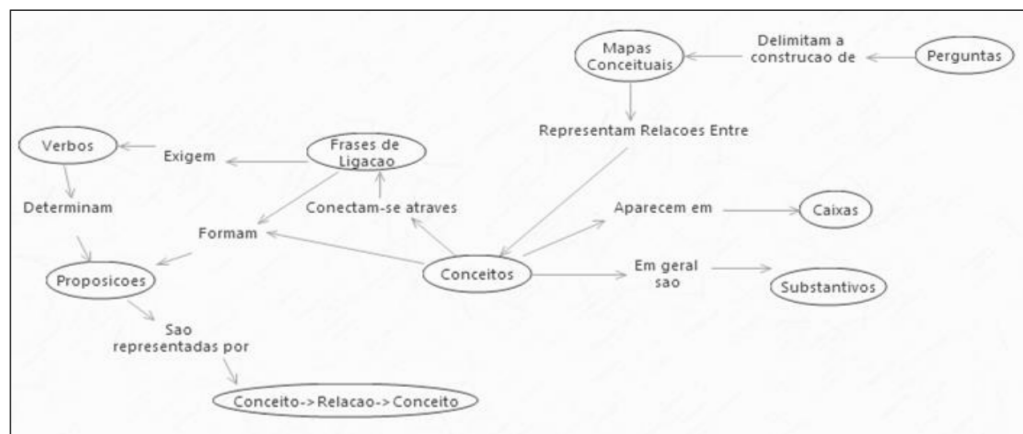 Mapas
Conceituais
Delimitam a
construcao de
Perguntas
Representam Relacoes Entre
Verbos
Exigem
Frases de
Ligacao
Determinam
Conectam-se atraves
Aparecem em
Caixas
Formam
Proposicoes
Conceitos
Em geral
sao
Substantivos
Sao
representadas por
Conceito->Relacao->Conceito